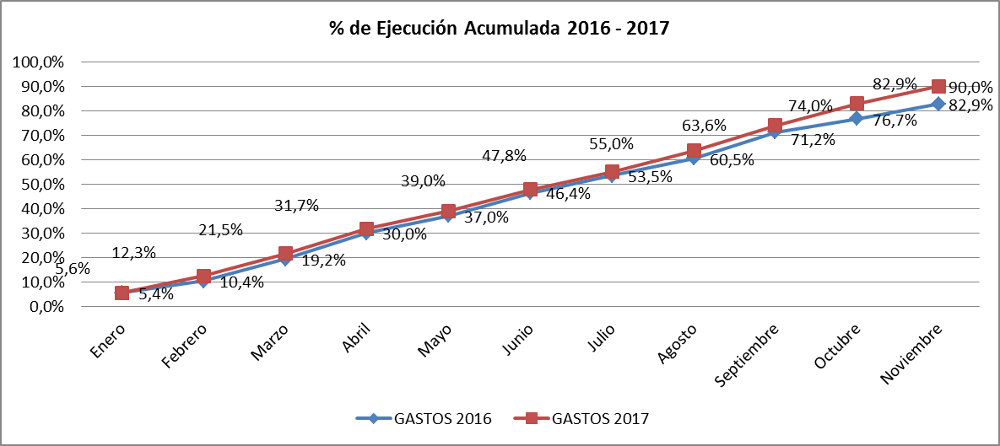 % de Ejecución Acumulada 2016 - 2017
100,0%
90,0%
80,0%
70,0%
60,0%
50,0%
40,0%
30,0%
20,0%
10,0%
0,0%
5,6%
12,3%
21,5%
31,7%
39,0%
47,8%
55,0%
63,6%
74,0%
82,9%
90,0%
5,4%
10,4%
19,2%
30,0%
37,0%
46,4%
53,5%
60,5%
71,2%
76,7%
82,9%
Enero
Febrero
Marzo
Abril
Mayo
Junio
Julio
Agosto
Septiembre
Octubre
Noviembre
GASTOS 2016 GASTOS 2017